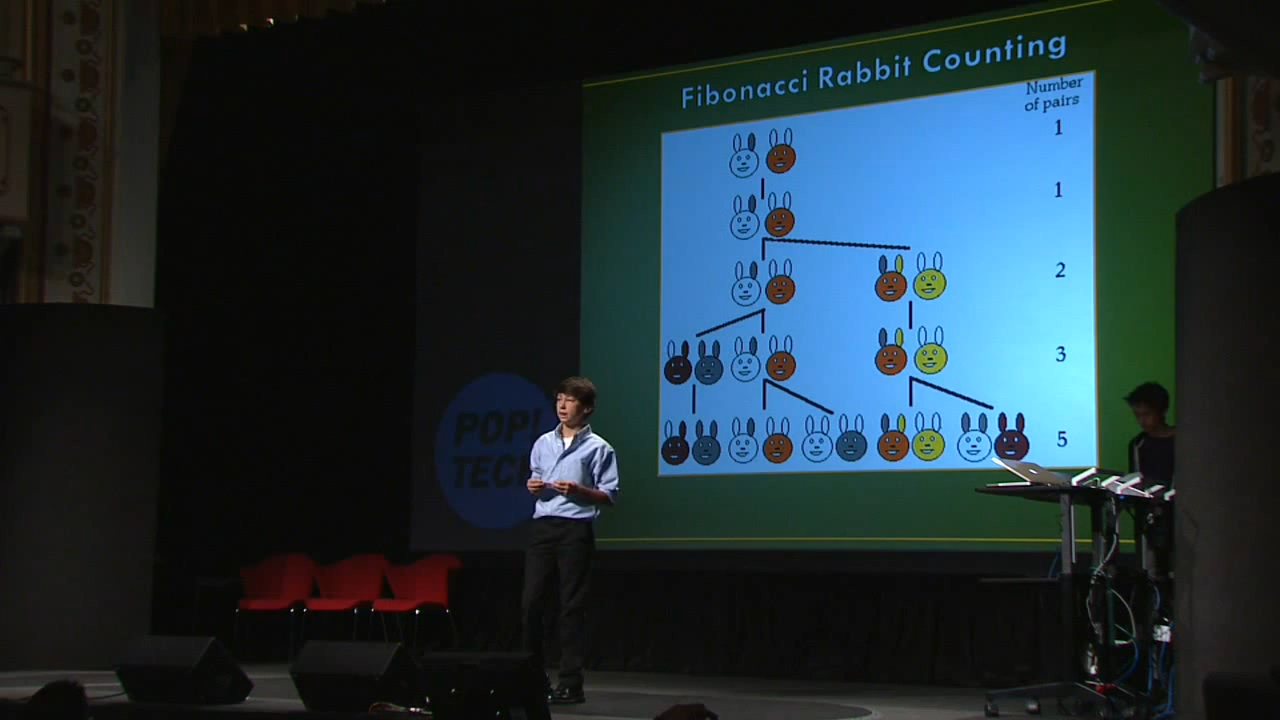 Fibonacci Rabbit Counting
Number
of pairs
1
1
2
3
5
POP!
TECH